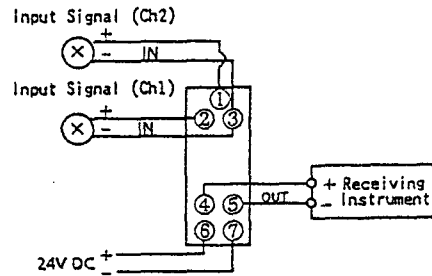 Input Signal (Ch2)
+
- IN
Input Signal (Ch1)
+
- IN
① 
② ③
④ ⑤
⑥ ⑦
OUT
+ Receiving
- Instrument
24V DC +
-